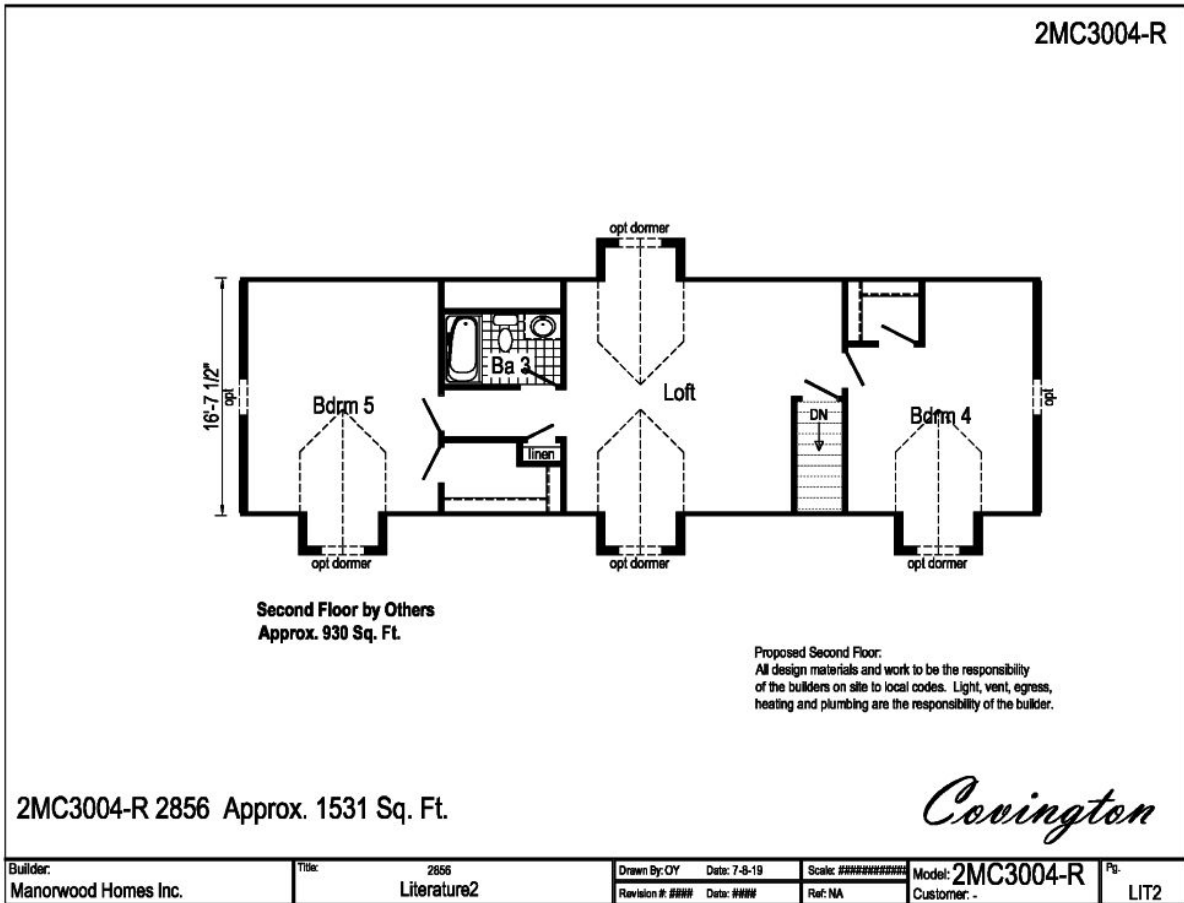 2MC3004-R
opt dormer
16'-7 1/2"
opt
Bdrm 5
Ba 3
linen
Loft
DN
Bdrm 4
opt
opt dormer
opt dormer
opt dormer
Second Floor by Others
Approx. 930 Sq. Ft.
Proposed Second Floor:
All design materials and work to be the responsibility
of the builders on site to local codes. Light, vent, egress,
heating and plumbing are the responsibility of the builder.
2MC3004-R 2856 Approx. 1531 Sq. Ft.
Covington
Builder:
Manorwood Homes Inc.
Title:
2856
Literature2
Drawn By: OY Date: 7-8-19
Revision #: #### Date: ####
Scale: ############
Ref: NA
Model: 2MC3004-R
Customer: -
Pg.
LIT2